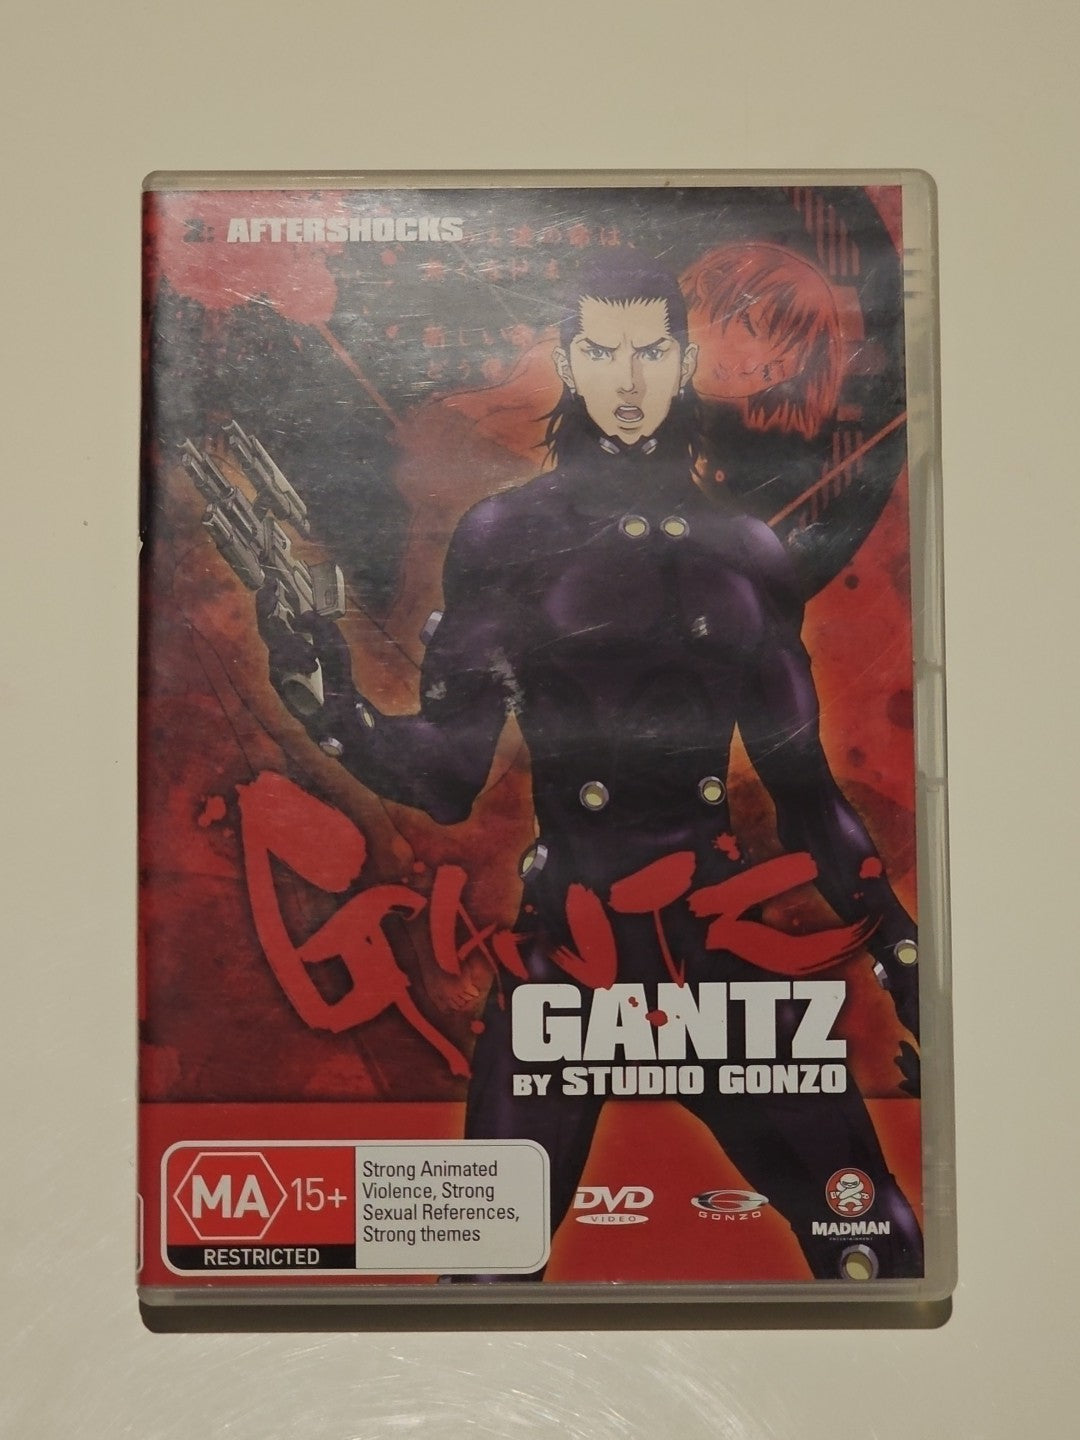 2: AFTERSHOCKS
GANTZ
GANTZ
BY STUDIO GONZO
MA 15+
RESTRICTED
Strong Animated
Violence, Strong
Sexual References,
Strong themes
DVD
VIDEO
GONZO
MADMAN
ENTERTAINMENT